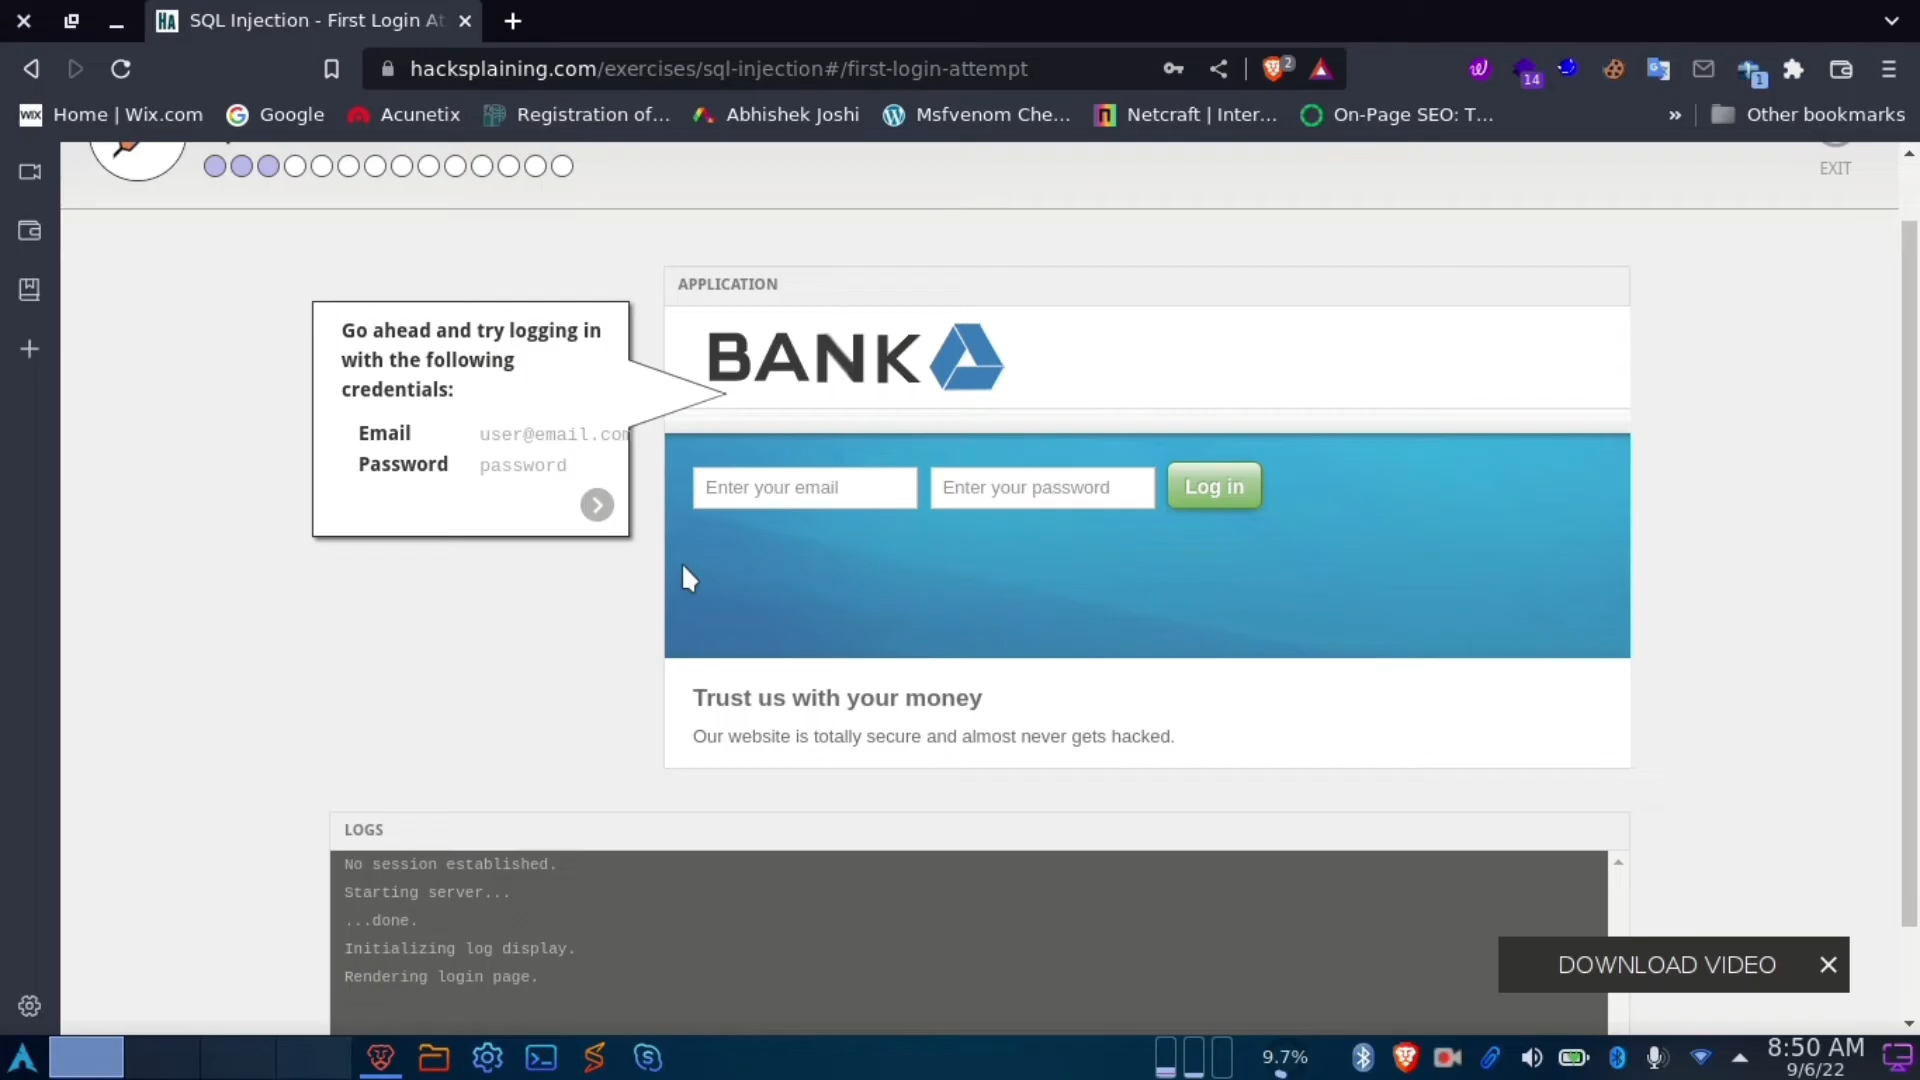 SQL Injection - First Login At
hacksplaining.com/exercises/sql-injection#/first-login-attempt
2
14
1
WIX Home | Wix.com
Google
Acunetix
Registration of...
Abhishek Joshi
Msfvenom Che...
Netcraft | Inter...
On-Page SEO: T...
»
Other bookmarks
EXIT
APPLICATION
BANK
Go ahead and try logging in
with the following
credentials:
Email user@email.com
Password password
Enter your email
Enter your password
Log in
Trust us with your money
Our website is totally secure and almost never gets hacked.
LOGS
No session established.
Starting server...
...done.
Initializing log display.
Rendering login page.
DOWNLOAD VIDEO
9.7%
8:50 AM
9/6/22